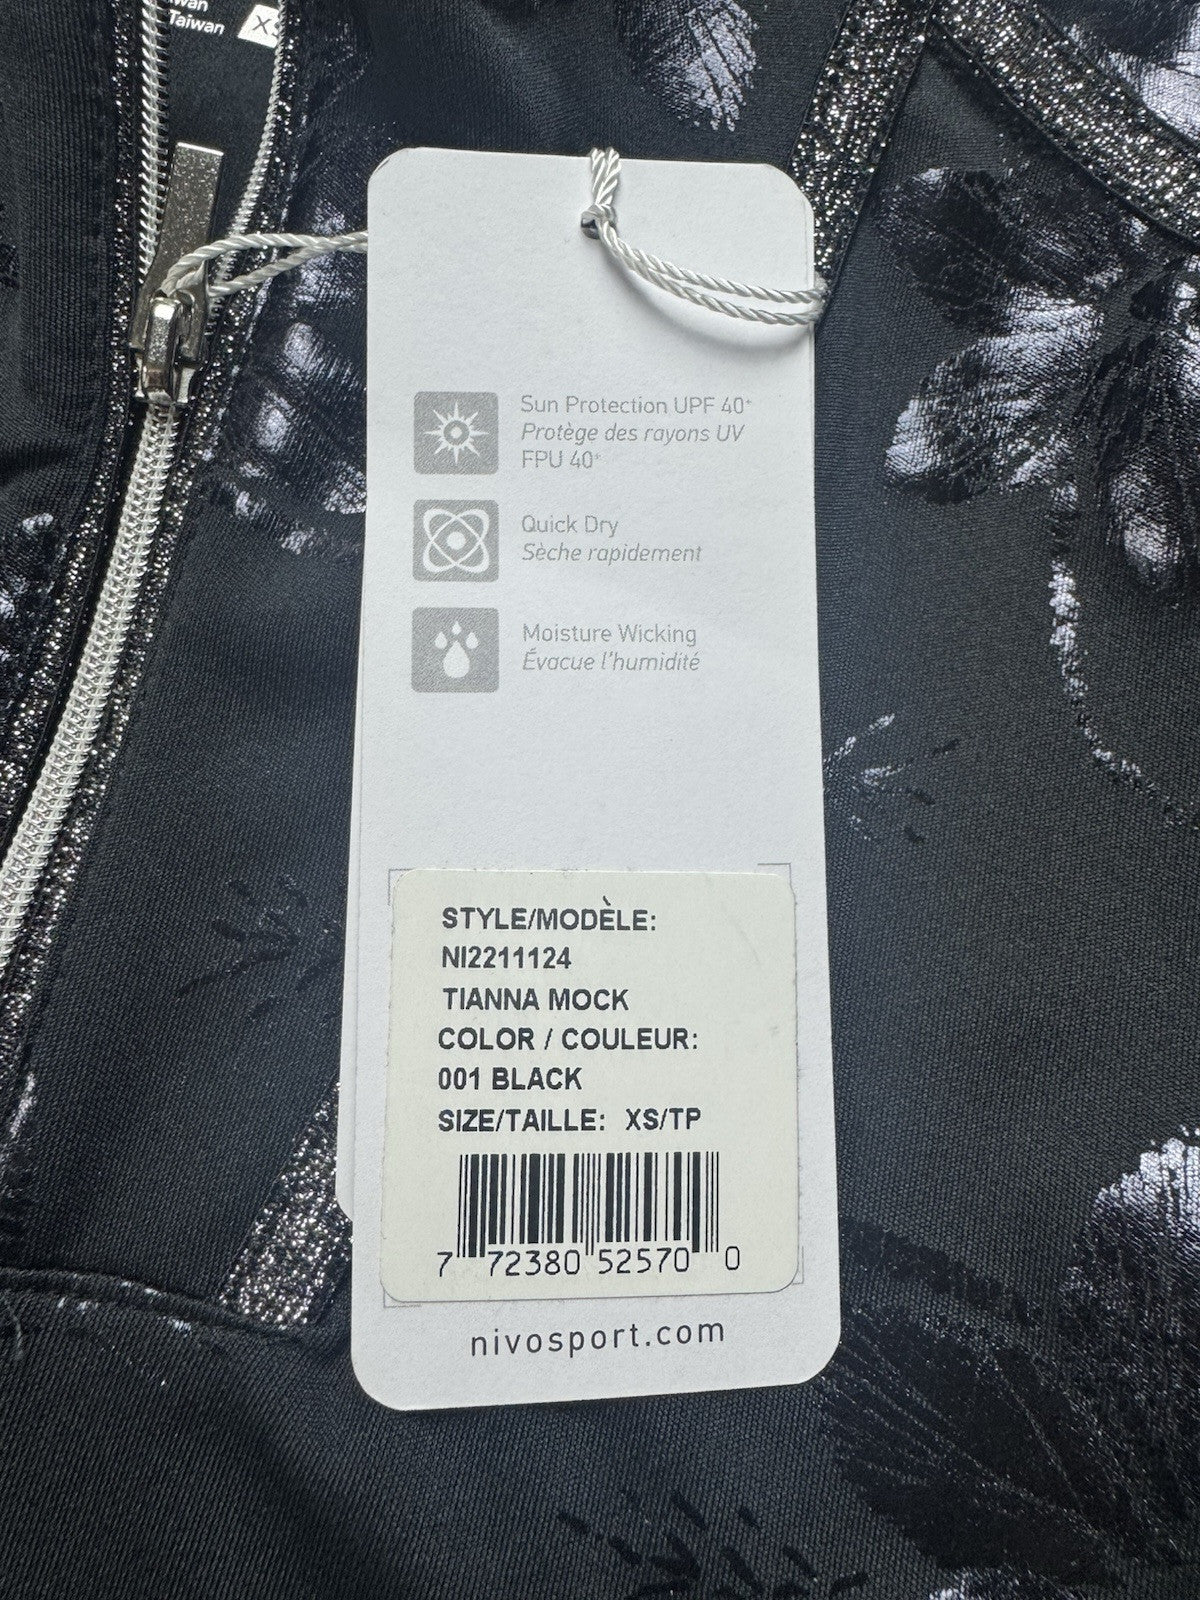 Taiwan
Sun Protection UPF 40+
Protège des rayons UV
FPU 40+
Quick Dry
Sèche rapidement
Moisture Wicking
Évacue l'humidité
STYLE/MODÈLE:
NI2211124
TIANNA MOCK
COLOR / COULEUR:
001 BLACK
SIZE/TAILLE: XS/TP
7 72380 52570 0
nivosport.com